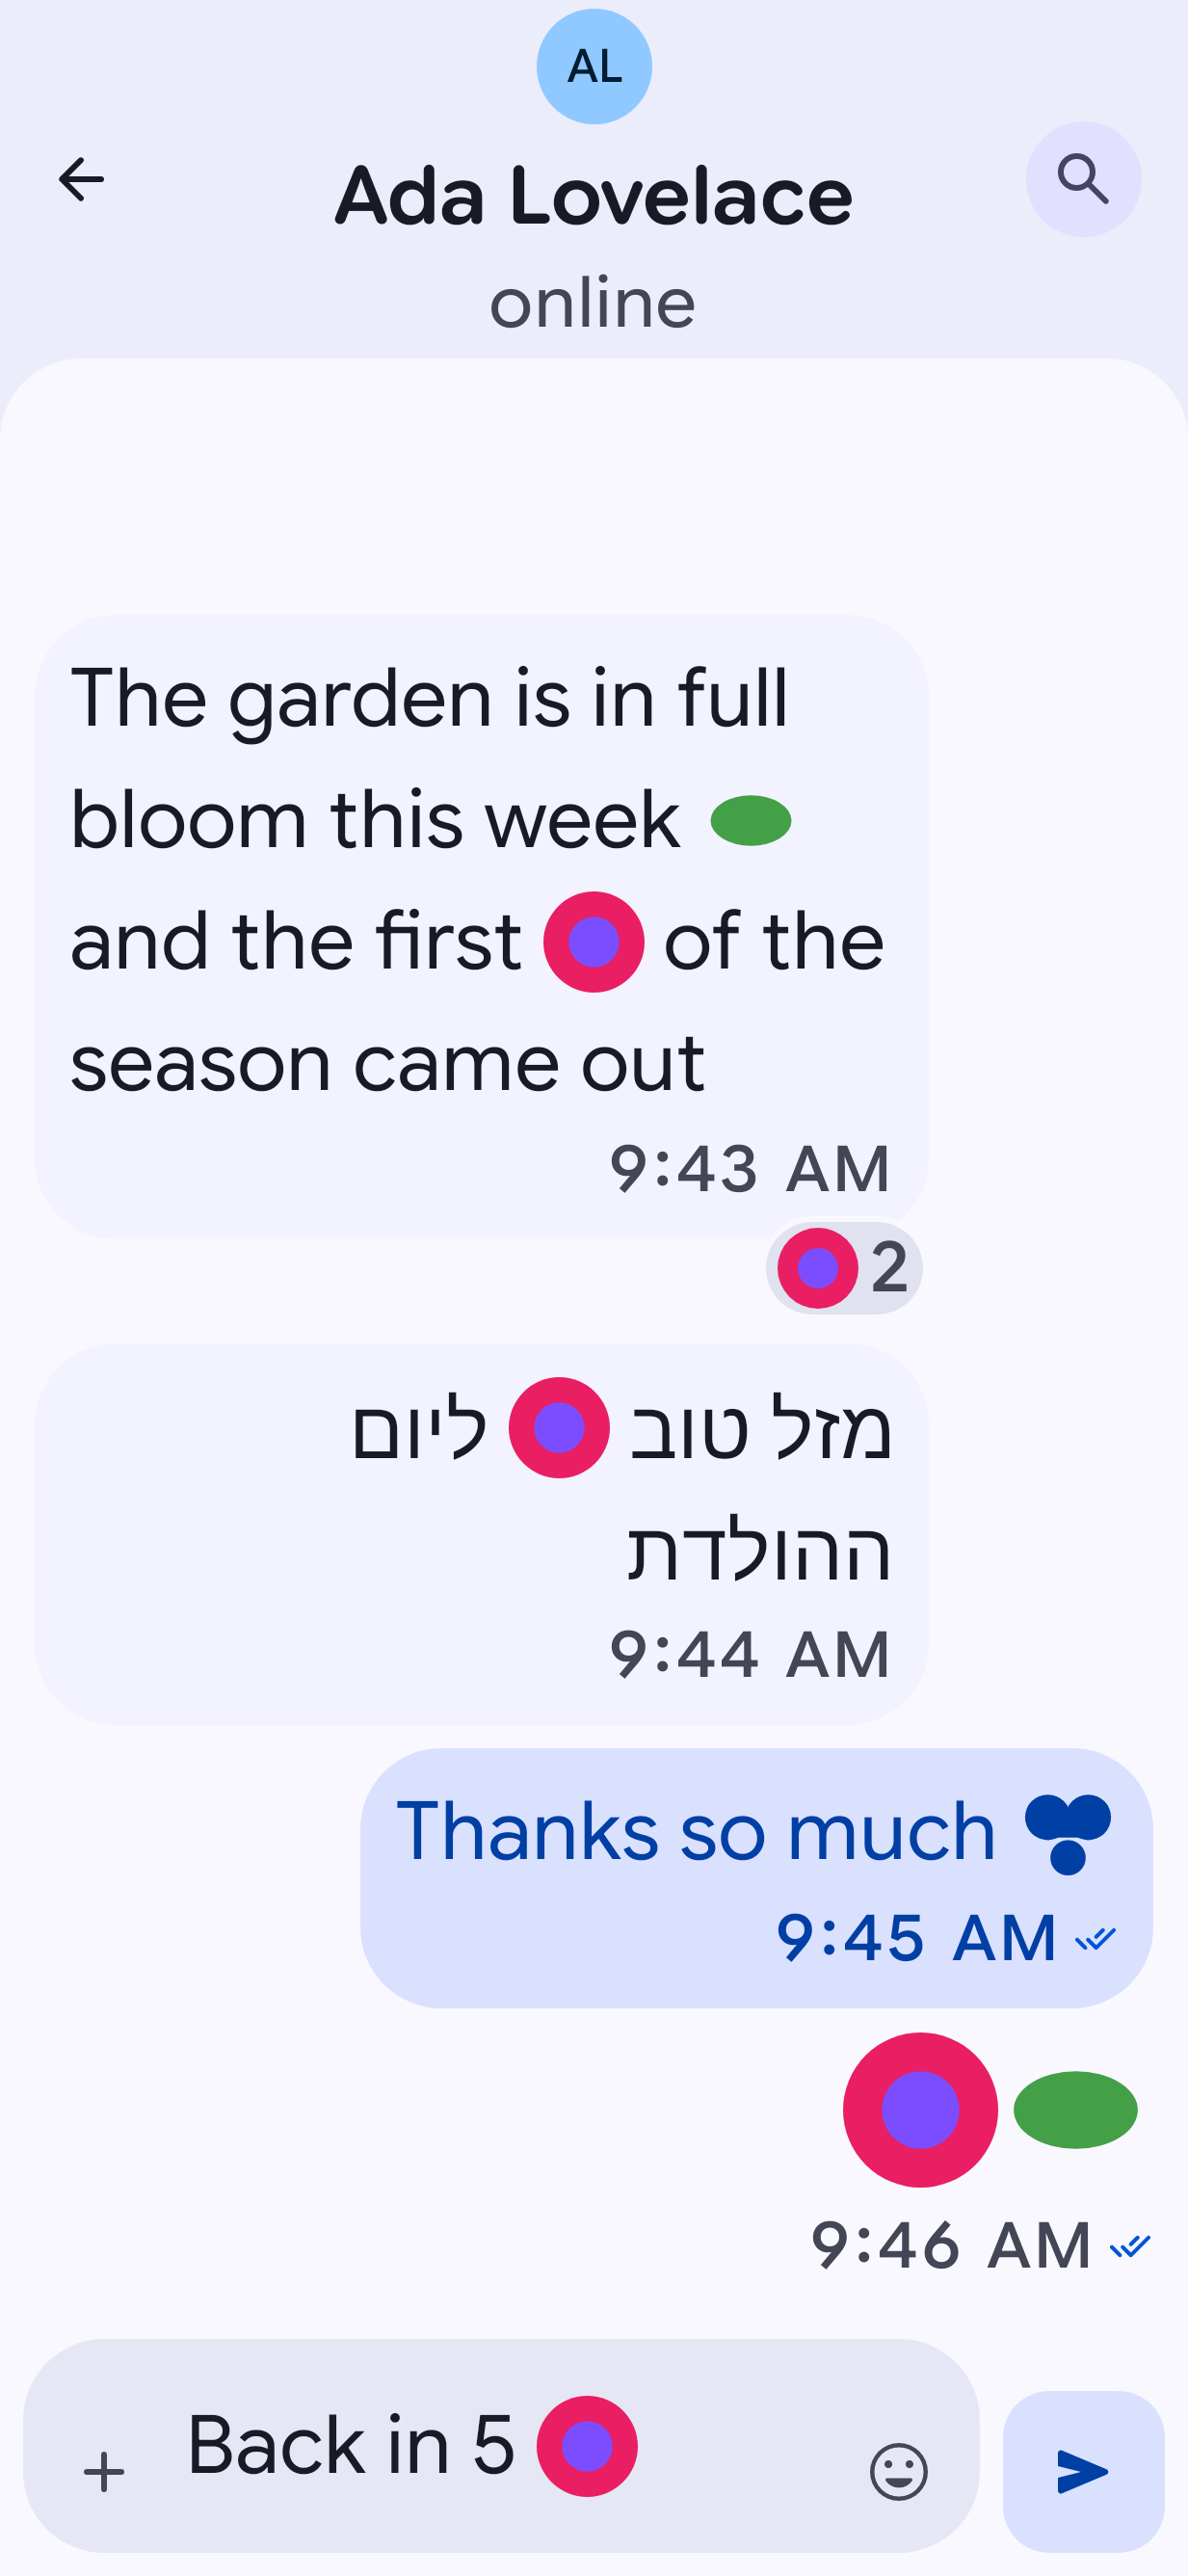 AL
Ada Lovelace
online
The garden is in full
bloom this week
and the first of the
season came out
9:43 AM
2
מזל טוב ליום
ההולדת
9:44 AM
Thanks so much
9:45 AM
9:46 AM
Back in 5